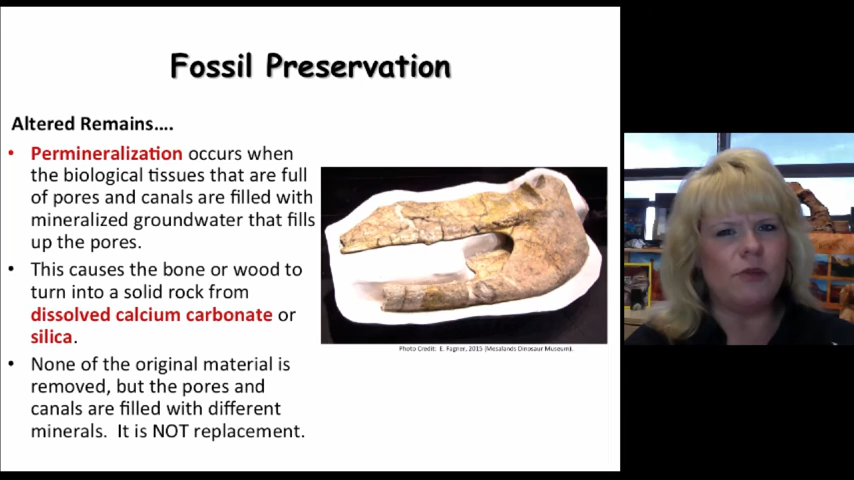 Fossil Preservation
Altered Remains....
• Permineralization occurs when
the biological tissues that are full
of pores and canals are filled with
mineralized groundwater that fills
up the pores.
• This causes the bone or wood to
turn into a solid rock from
dissolved calcium carbonate or
silica.
• None of the original material is
removed, but the pores and
canals are filled with different
minerals. It is NOT replacement.
Photo Credit: E. Fagner, 2015 (Mesalands Dinosaur Museum).